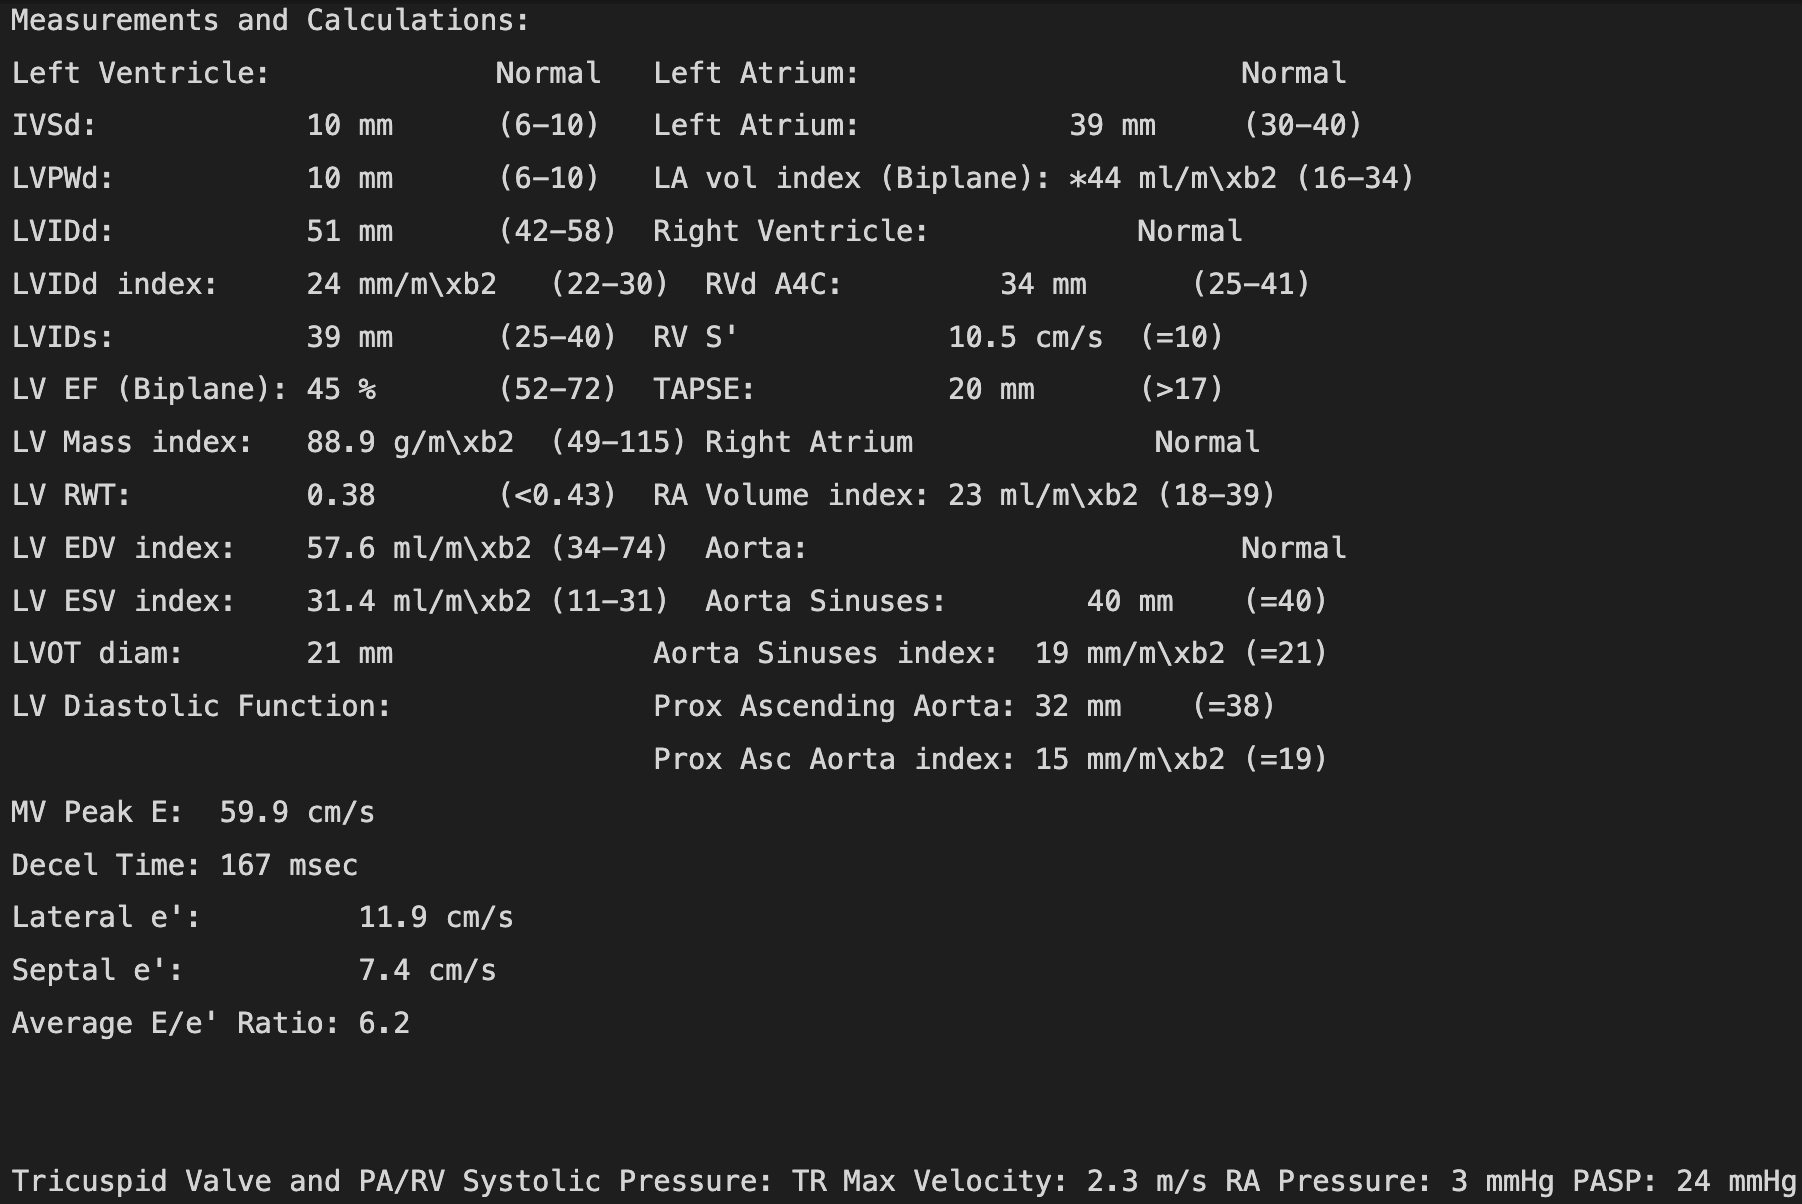 Measurements and Calculations:
Left Ventricle:             Normal   Left Atrium:                      Normal
IVSd:            10 mm      (6-10)   Left Atrium:            39 mm     (30-40)
LVPWd:           10 mm      (6-10)   LA vol index (Biplane): *44 ml/m\xb2 (16-34)
LVIDd:           51 mm      (42-58)  Right Ventricle:            Normal
LVIDd index:     24 mm/m\xb2   (22-30)  RVd A4C:         34 mm      (25-41)
LVIDs:           39 mm      (25-40)  RV S'            10.5 cm/s  (=10)
LV EF (Biplane): 45 %       (52-72)  TAPSE:           20 mm      (>17)
LV Mass index:   88.9 g/m\xb2  (49-115) Right Atrium              Normal
LV RWT:          0.38       (<0.43)  RA Volume index: 23 ml/m\xb2 (18-39)
LV EDV index:    57.6 ml/m\xb2 (34-74)  Aorta:                         Normal
LV ESV index:    31.4 ml/m\xb2 (11-31)  Aorta Sinuses:        40 mm    (=40)
LVOT diam:       21 mm               Aorta Sinuses index:  19 mm/m\xb2 (=21)
LV Diastolic Function:               Prox Ascending Aorta: 32 mm    (=38)
                                     Prox Asc Aorta index: 15 mm/m\xb2 (=19)
MV Peak E:  59.9 cm/s
Decel Time: 167 msec
Lateral e':         11.9 cm/s
Septal e':          7.4 cm/s
Average E/e' Ratio: 6.2
Tricuspid Valve and PA/RV Systolic Pressure: TR Max Velocity: 2.3 m/s RA Pressure: 3 mmHg PASP: 24 mmHg